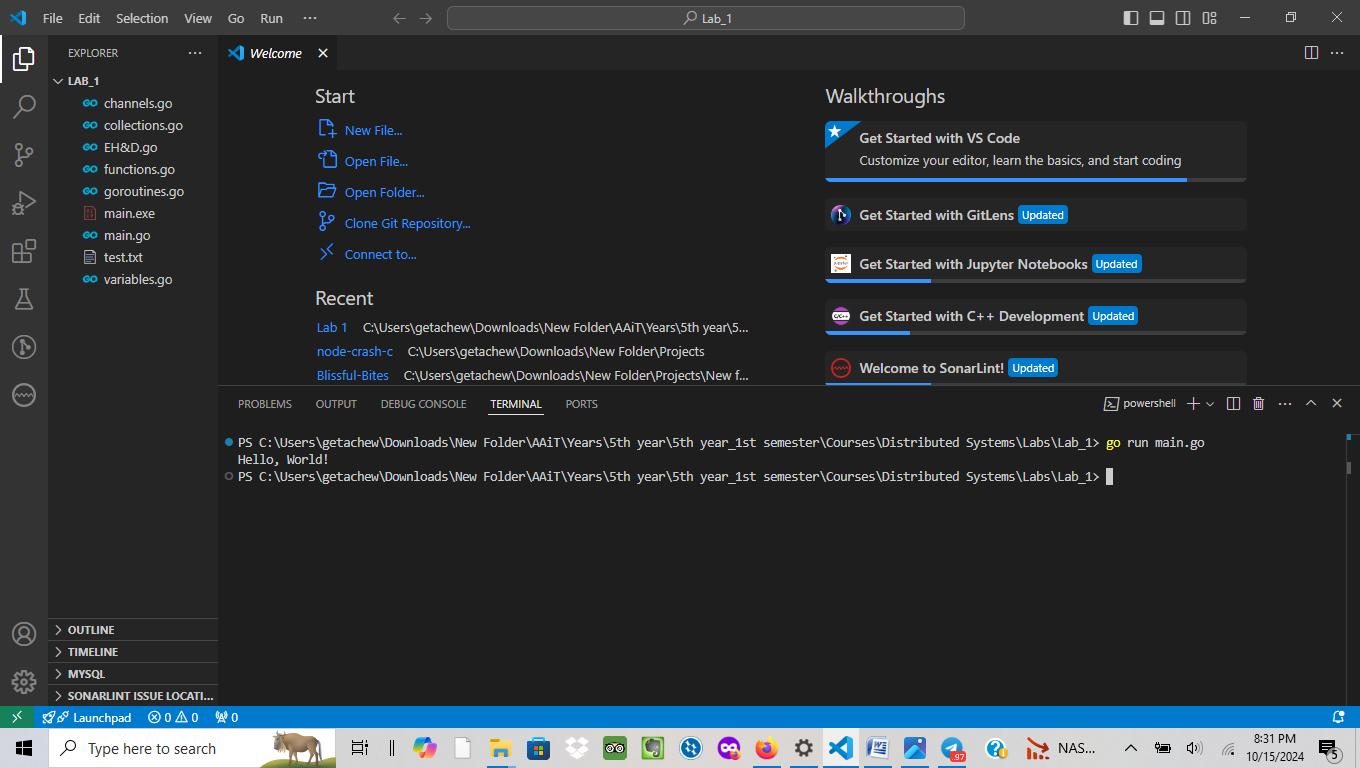 File Edit Selection View Go Run ··· Lab_1
EXPLORER ···
LAB_1
channels.go
collections.go
EH&D.go
functions.go
goroutines.go
main.exe
main.go
test.txt
variables.go
OUTLINE
TIMELINE
MYSQL
SONARLINT ISSUE LOCATI...
Welcome
Start
New File...
Open File...
Open Folder...
Clone Git Repository...
Connect to...
Recent
Lab 1 C:\Users\getachew\Downloads\New Folder\AAiT\Years\5th year\5...
node-crash-c C:\Users\getachew\Downloads\New Folder\Projects
Blissful-Bites C:\Users\getachew\Downloads\New Folder\Projects\New f...
Walkthroughs
Get Started with VS Code
Customize your editor, learn the basics, and start coding
Get Started with GitLens Updated
Get Started with Jupyter Notebooks Updated
C/C++ Get Started with C++ Development Updated
Welcome to SonarLint! Updated
PROBLEMS OUTPUT DEBUG CONSOLE TERMINAL PORTS powershell
PS C:\Users\getachew\Downloads\New Folder\AAiT\Years\5th year\5th year_1st semester\Courses\Distributed Systems\Labs\Lab_1> go run main.go
Hello, World!
PS C:\Users\getachew\Downloads\New Folder\AAiT\Years\5th year\5th year_1st semester\Courses\Distributed Systems\Labs\Lab_1>
Launchpad 0 0 0
Type here to search
97
NAS...
8:31 PM
10/15/2024
5